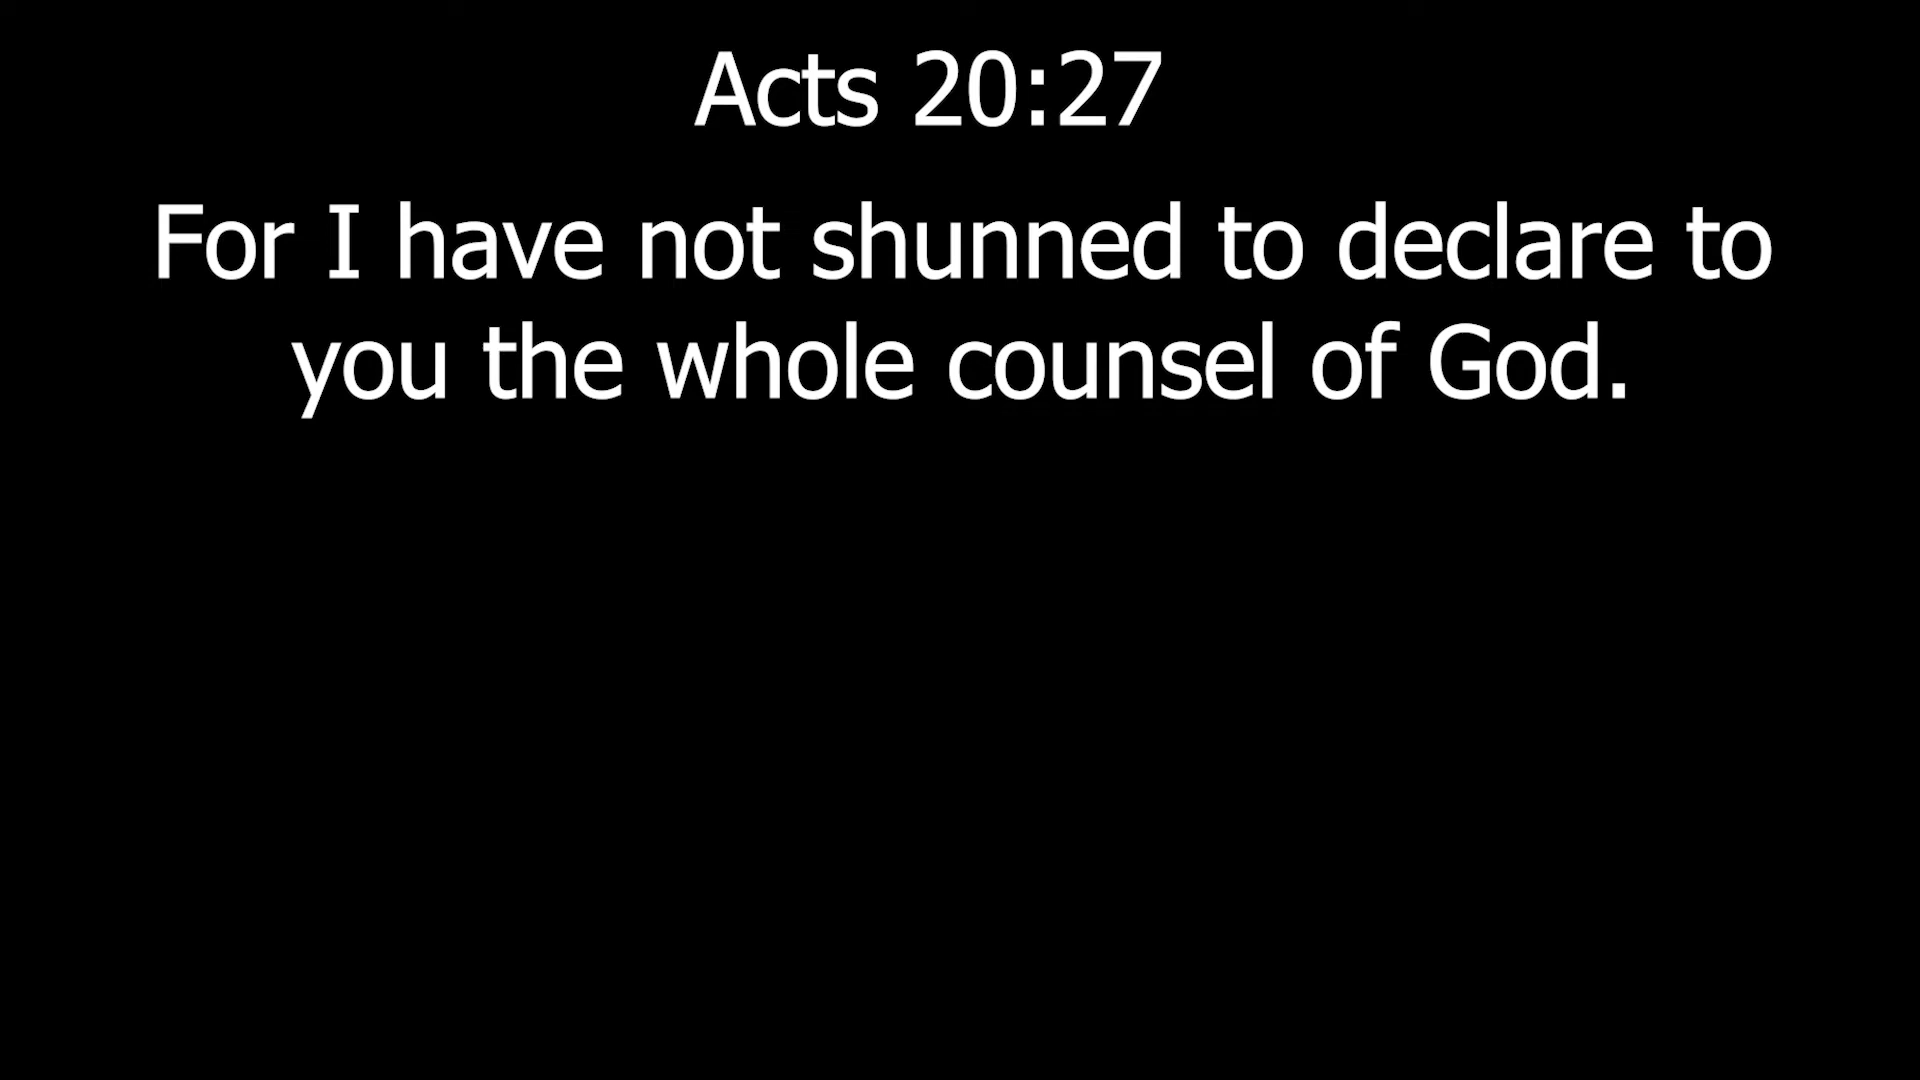 Acts 20:27
For I have not shunned to declare to
you the whole counsel of God.